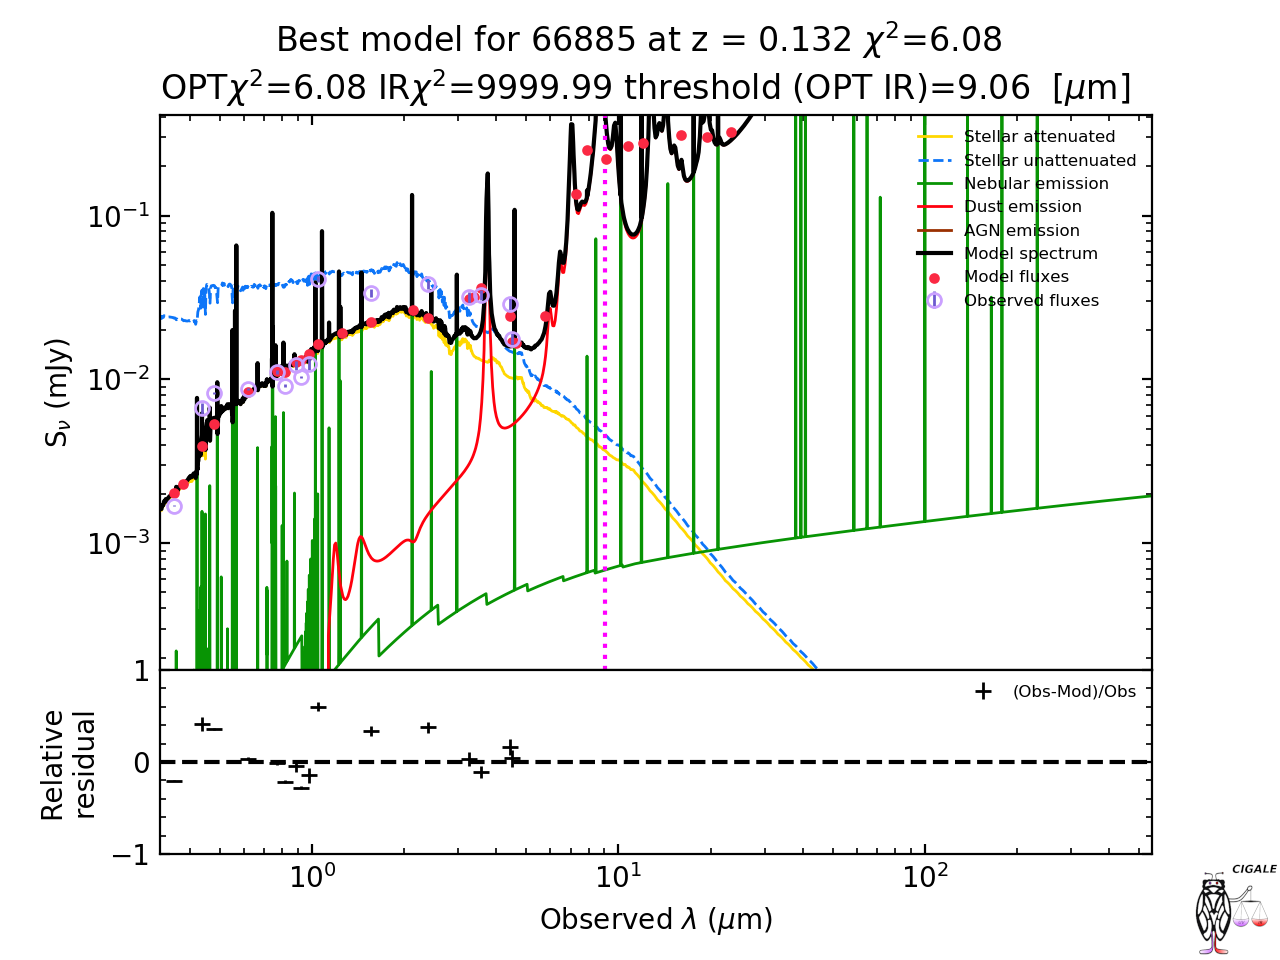 Best model for 66885 at z = 0.132 χ²=6.08
OPTχ²=6.08 IRχ²=9999.99 threshold (OPT IR)=9.06 [μm]
Stellar attenuated
Stellar unattenuated
Nebular emission
Dust emission
AGN emission
Model spectrum
Model fluxes
Observed fluxes
10⁻¹
10⁻²
10⁻³
S_ν (mJy)
(Obs-Mod)/Obs
1
0
−1
Relative
residual
10⁰
10¹
10²
Observed λ (μm)
CIGALE